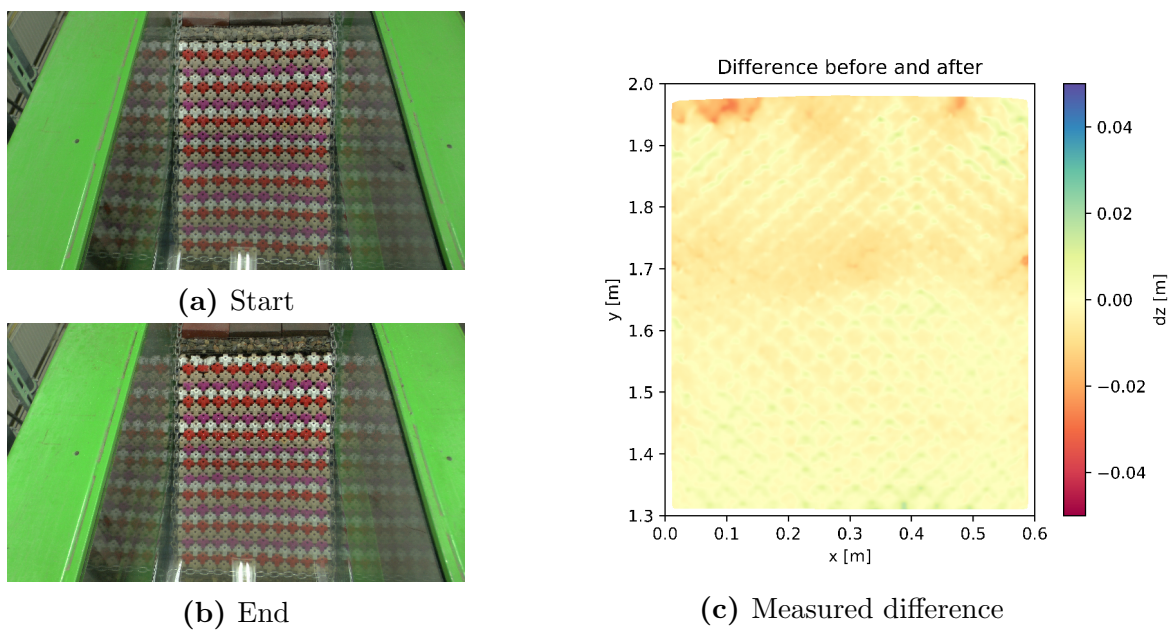 (a) Start
(b) End
Difference before and after
2.0
1.9
1.8
1.7
1.6
1.5
1.4
1.3
y [m]
0.0 0.1 0.2 0.3 0.4 0.5 0.6
x [m]
0.04
0.02
0.00
−0.02
−0.04
dz [m]
(c) Measured difference